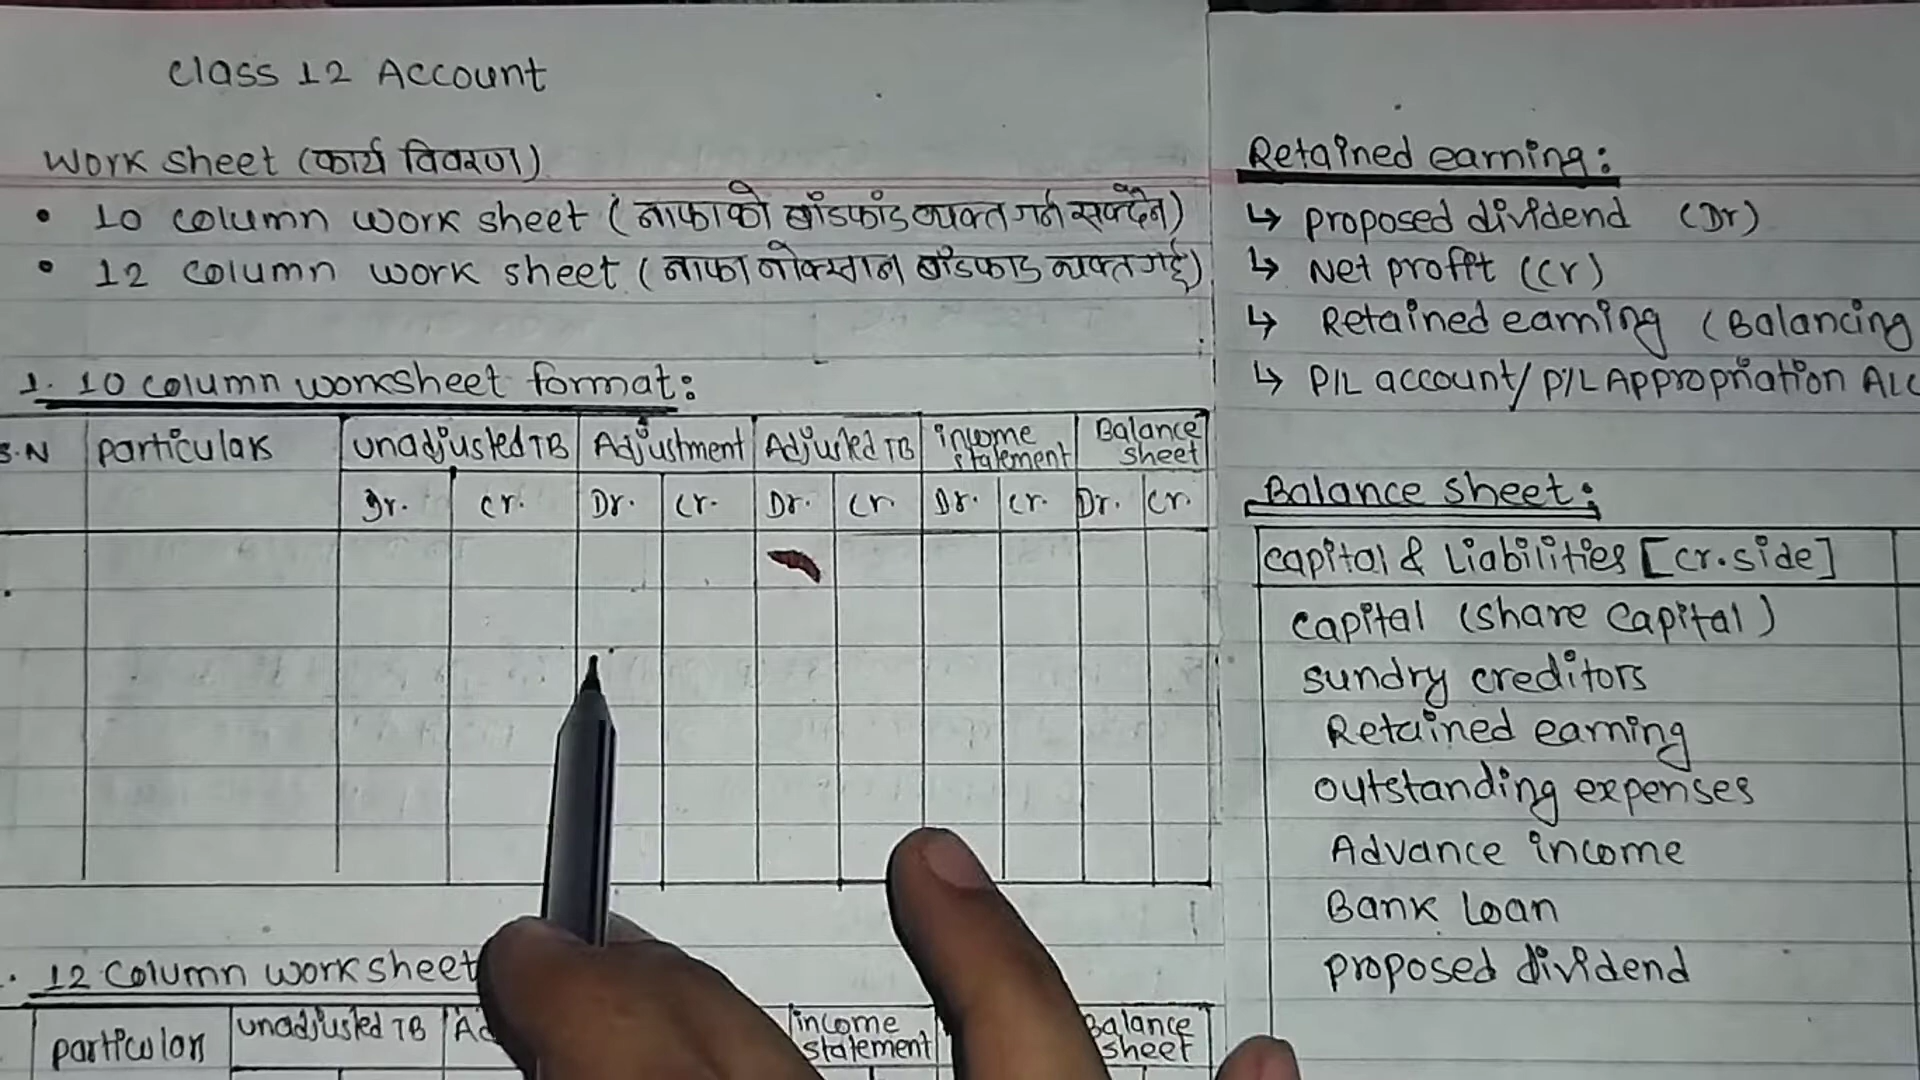 Class 12 Account
Work sheet (कार्य विवरण)
• 10 column work sheet (नाफाको बाँडफाँड व्यक्त गर्न सक्दैन)
• 12 column work sheet (नाफा नोक्सान बाँडफाड व्यक्त गर्छ)
1. 10 column worksheet format:
S.N particulars unadjusted TB Adjustment Adjusted TB income statement Balance sheet
Dr. Cr. Dr. Cr. Dr. Cr. Dr. Cr. Dr. Cr.
12 column worksheet
particulars unadjusted TB income statement Balance sheet
Retained earning:
↳ proposed dividend (Dr)
↳ Net profit (Cr)
↳ Retained earning (Balancing
↳ P/L account/P/L Appropriation A/C
Balance sheet:
capital & Liabilities [cr.side]
capital (share capital)
sundry creditors
Retained earning
outstanding expenses
Advance income
Bank Loan
proposed dividend